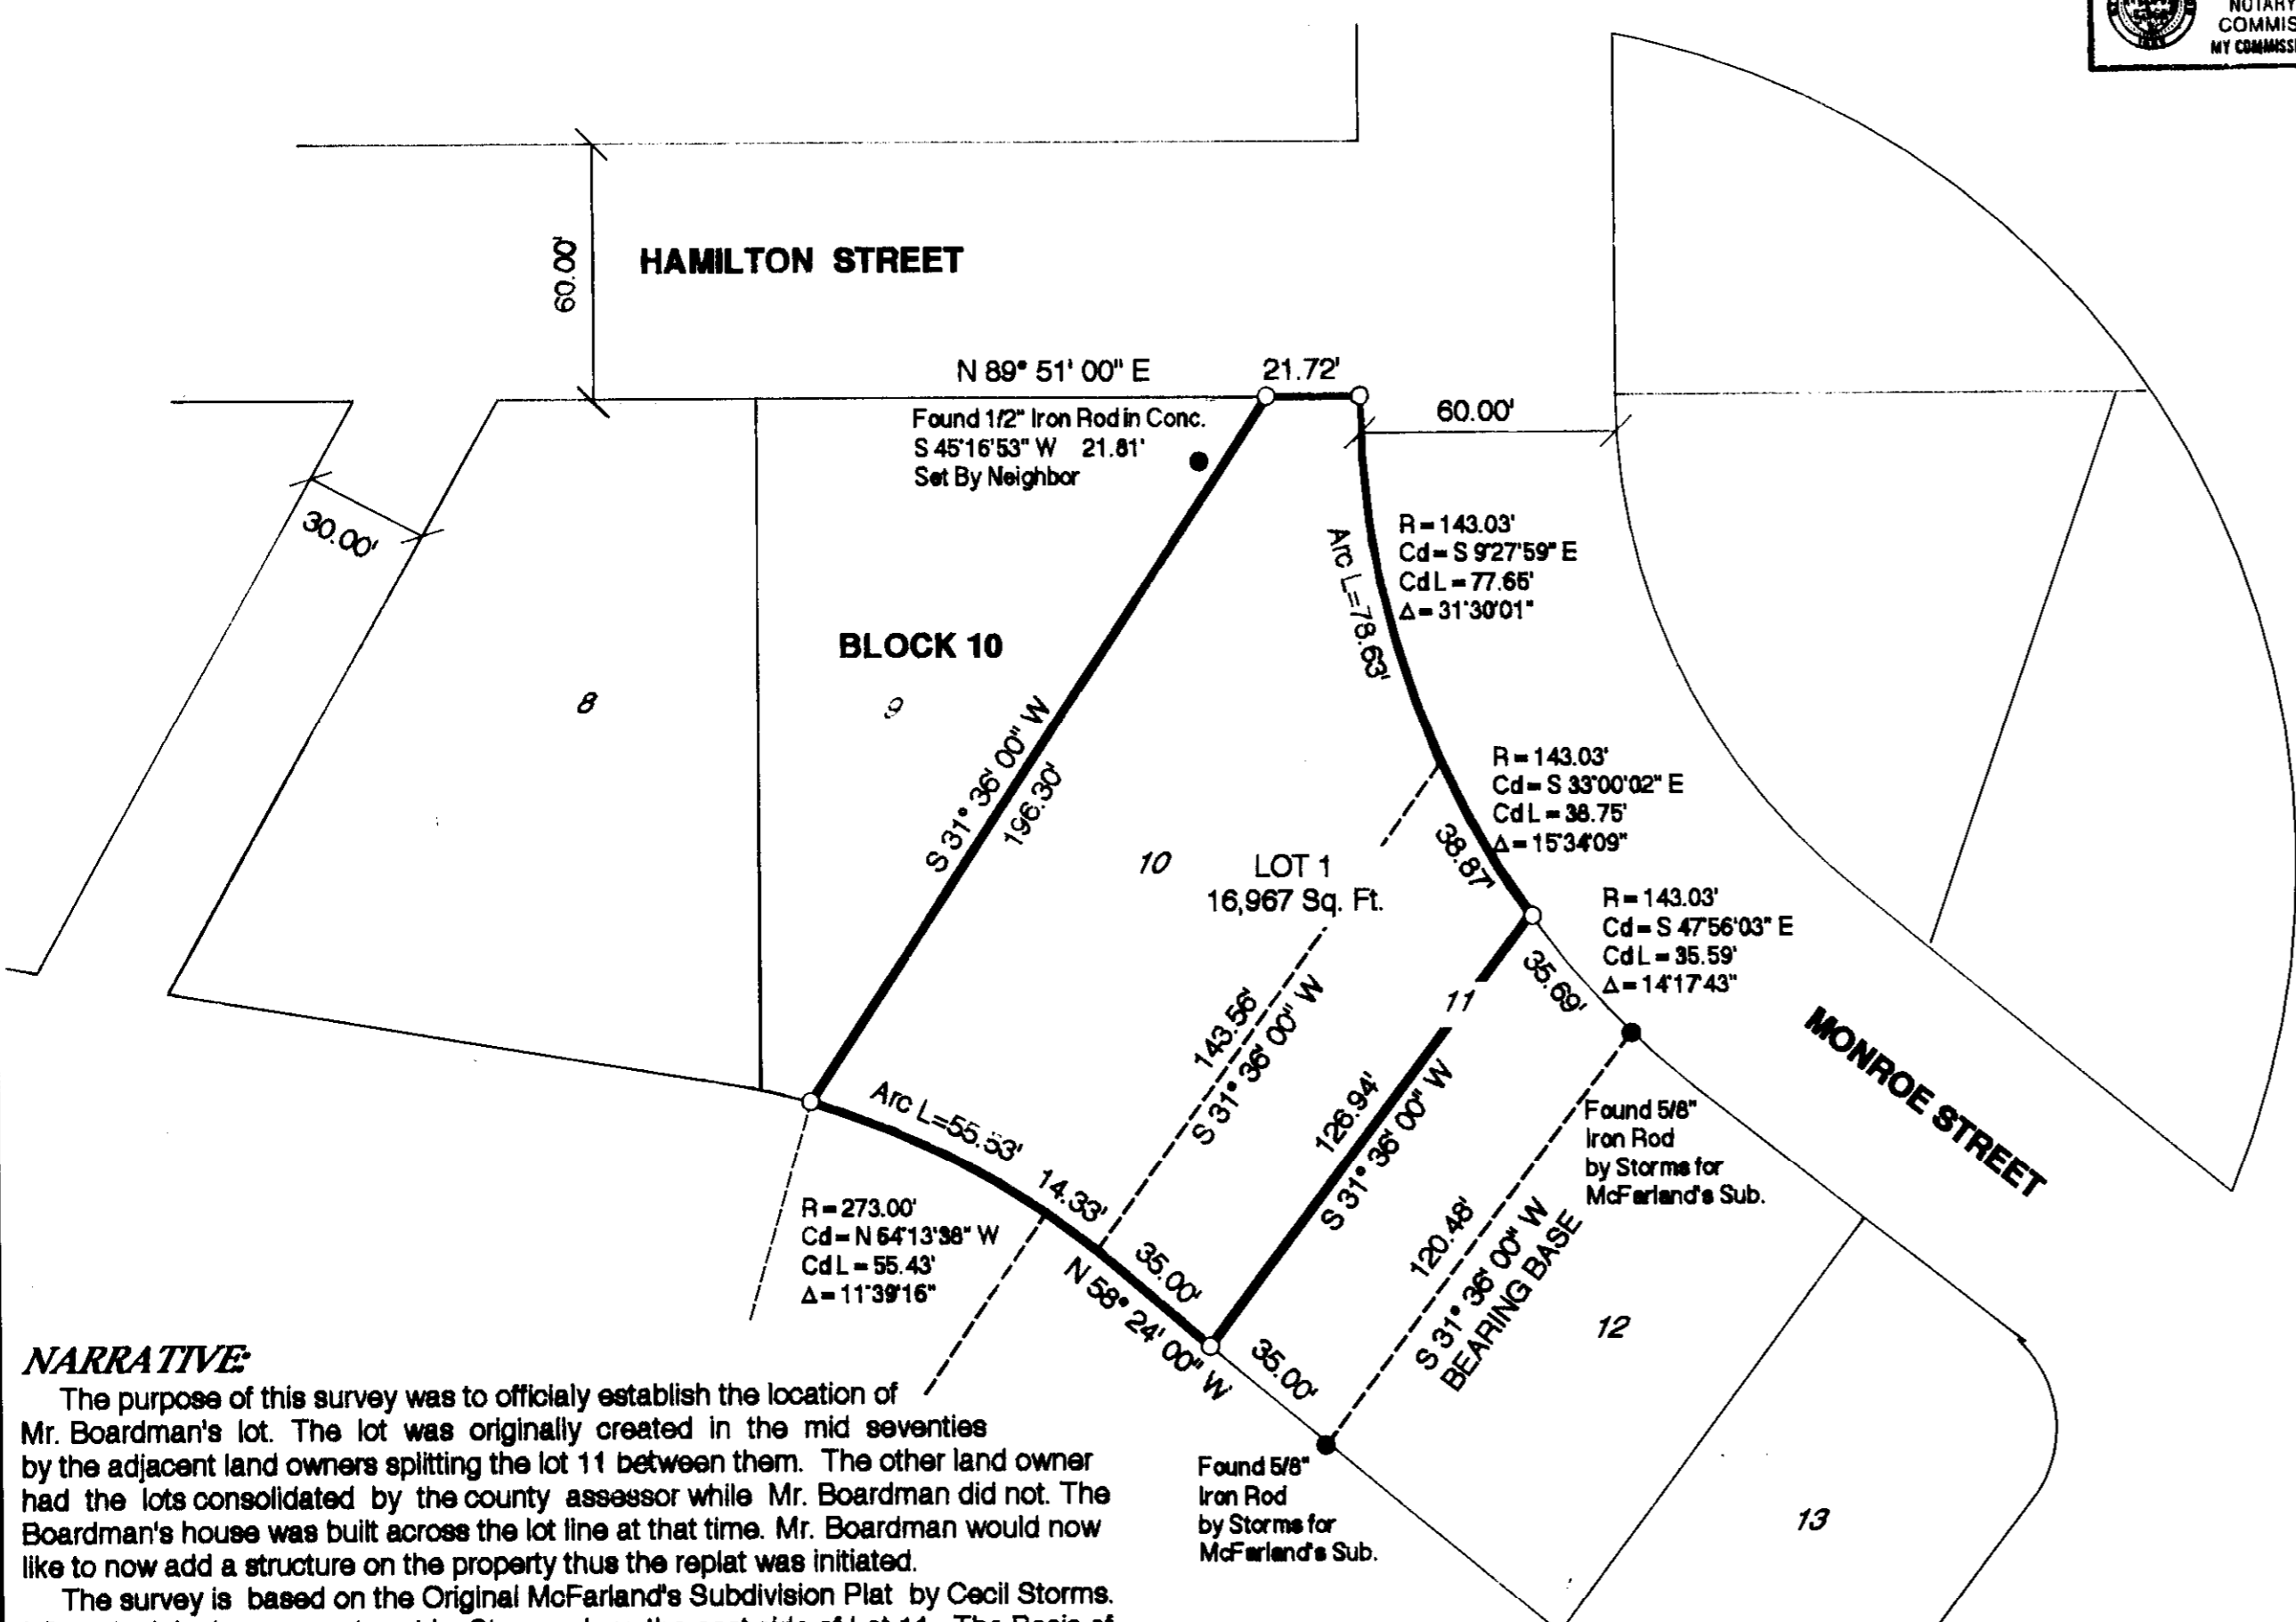 NOTARY
COMMIS
MY COMMISS
60.00'
HAMILTON STREET
N 89° 51' 00" E
21.72'
Found 1/2" Iron Rod in Conc.
S 45°16'53" W 21.81'
Set By Neighbor
60.00'
30.00'
R = 143.03'
Cd = S 9°27'59" E
Cd L = 77.65'
Δ = 31°30'01"
Arc L=78.63'
BLOCK 10
8
9
S 31° 36' 00" W
196.30'
R = 143.03'
Cd = S 33°00'02" E
Cd L = 38.75'
Δ = 15°34'09"
38.87'
10
LOT 1
16,967 Sq. Ft.
R = 143.03'
Cd = S 47°56'03" E
Cd L = 35.59'
Δ = 14°17'43"
35.69'
11
143.56'
S 31° 36' 00" W
126.94'
S 31° 36' 00" W
MONROE STREET
Found 5/8"
Iron Rod
by Storms for
McFarland's Sub.
Arc L=55.53'
14.33'
R = 273.00'
Cd = N 64°13'38" W
Cd L = 55.43'
Δ = 11°39'16"
35.00'
N 58° 24' 00" W
120.48'
S 31° 36' 00" W
BEARING BASE
12
35.00'
13
Found 5/8"
Iron Rod
by Storms for
McFarland's Sub.
NARRATIVE:
The purpose of this survey was to officialy establish the location of
Mr. Boardman's lot. The lot was originally created in the mid seventies
by the adjacent land owners splitting the lot 11 between them. The other land owner
had the lots consolidated by the county assessor while Mr. Boardman did not. The
Boardman's house was built across the lot line at that time. Mr. Boardman would now
like to now add a structure on the property thus the replat was initiated.
The survey is based on the Original McFarland's Subdivision Plat by Cecil Storms.